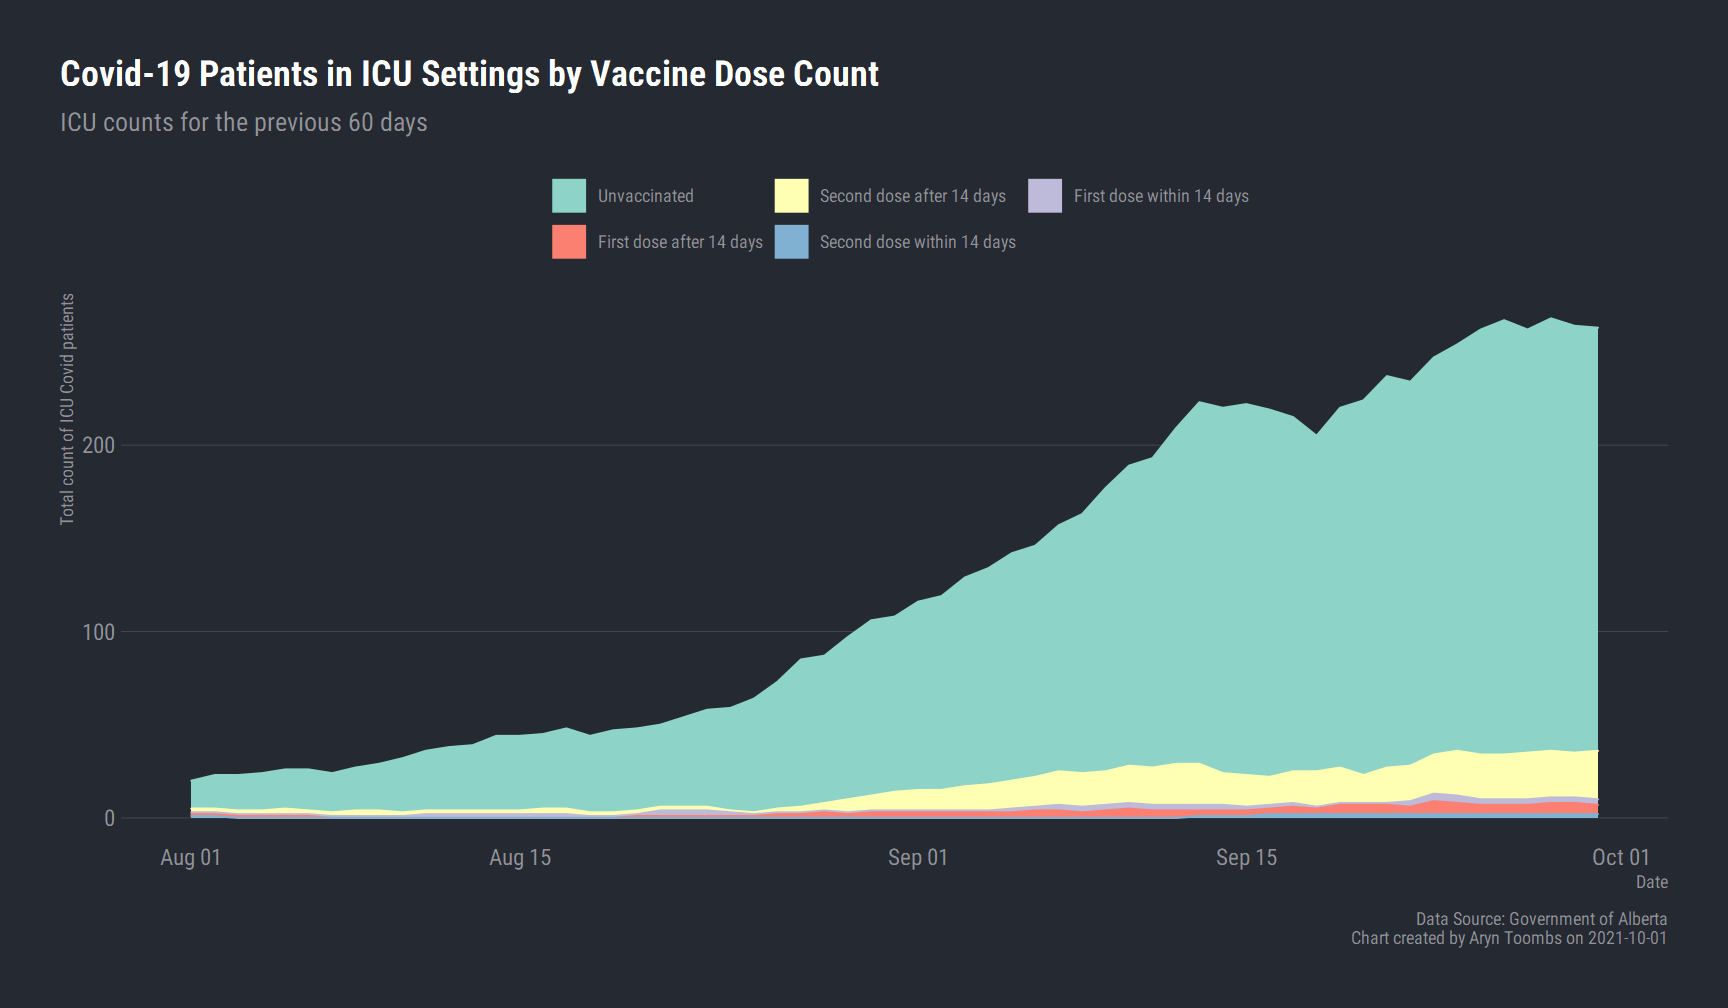 Covid-19 Patients in ICU Settings by Vaccine Dose Count
ICU counts for the previous 60 days
Unvaccinated
Second dose after 14 days
First dose within 14 days
First dose after 14 days
Second dose within 14 days
Total count of ICU Covid patients
200
100
0
Aug 01
Aug 15
Sep 01
Sep 15
Oct 01
Date
Data Source: Government of Alberta
Chart created by Aryn Toombs on 2021-10-01